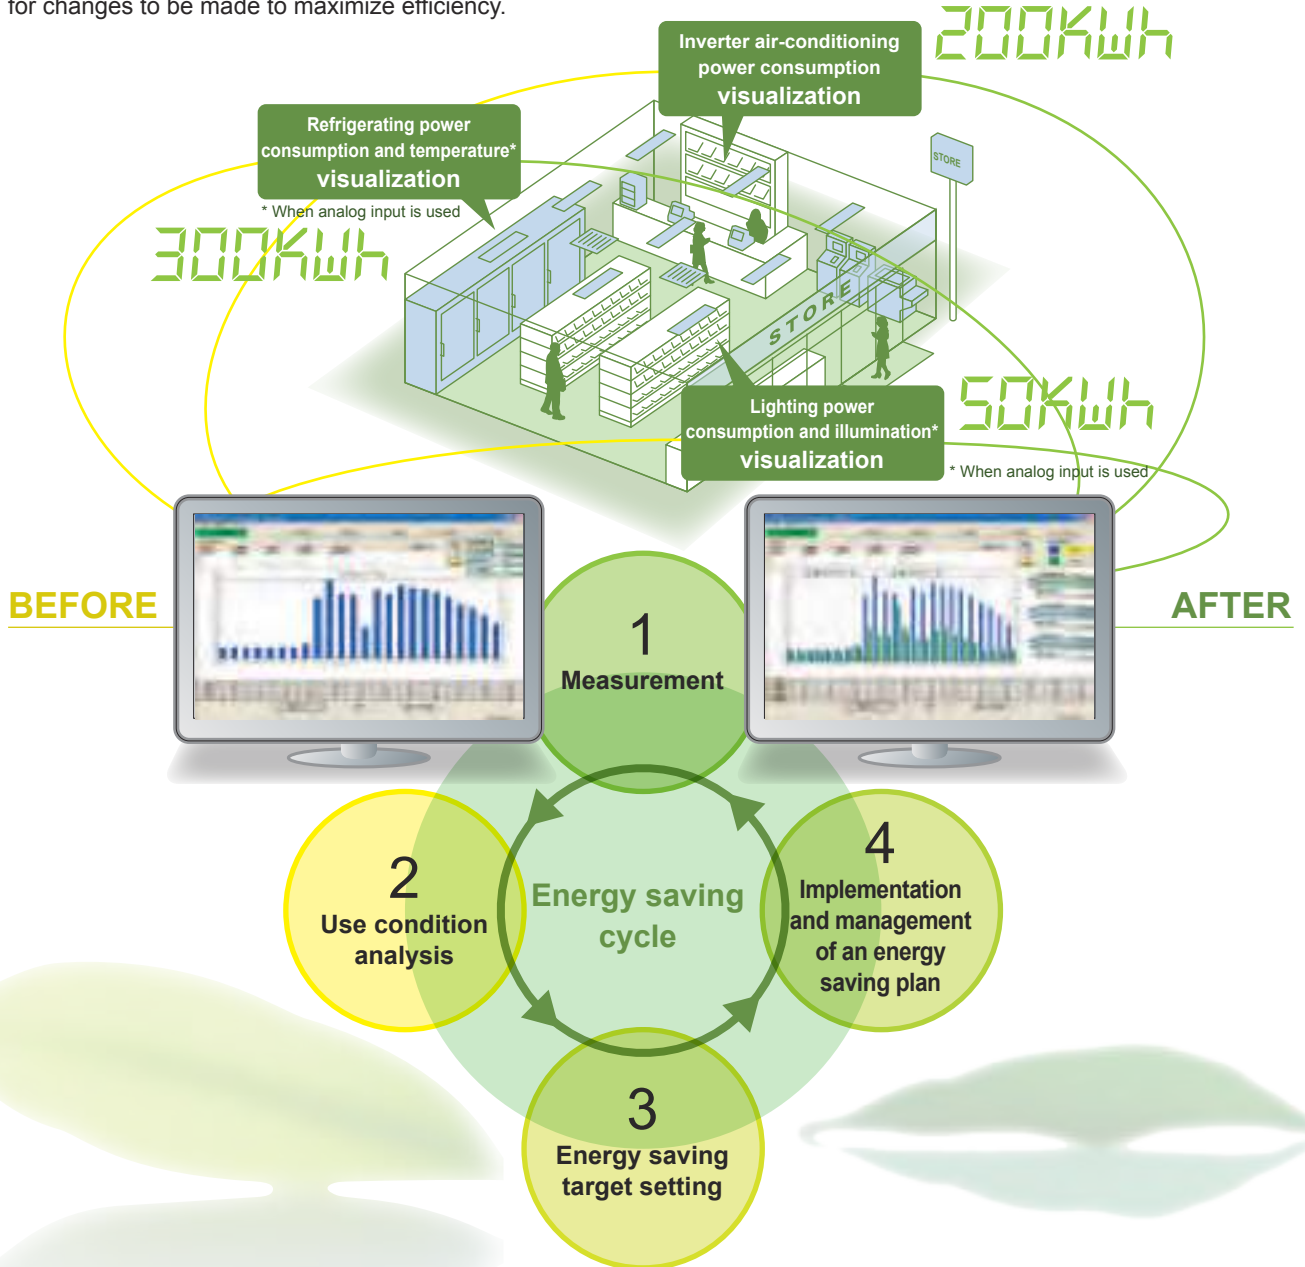 for changes to be made to maximize efficiency.
200KWh
Inverter air-conditioning
power consumption
visualization
Refrigerating power
consumption and temperature*
visualization
* When analog input is used
300KWh
STORE
STORE
50KWh
Lighting power
consumption and illumination*
visualization
* When analog input is used
BEFORE
AFTER
1
Measurement
2
Use condition
analysis
Energy saving
cycle
4
Implementation
and management
of an energy
saving plan
3
Energy saving
target setting